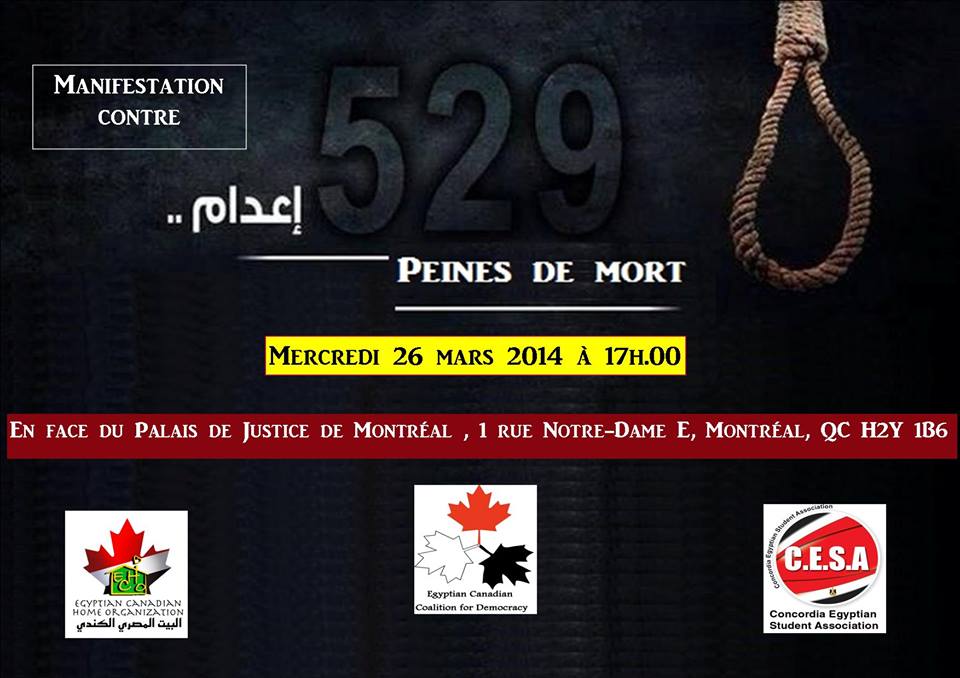 MANIFESTATION
CONTRE
529
إعدام ..
PEINES DE MORT
MERCREDI 26 MARS 2014 À 17H.00
EN FACE DU PALAIS DE JUSTICE DE MONTRÉAL , 1 RUE NOTRE-DAME E, MONTRÉAL, QC H2Y 1B6
EHCO
EGYPTIAN CANADIAN
HOME ORGANIZATION
البيت المصري الكندي
Egyptian Canadian
Coalition for Democracy
Concordia Egyptian Student Association
C.E.S.A
Concordia Egyptian
Student Association